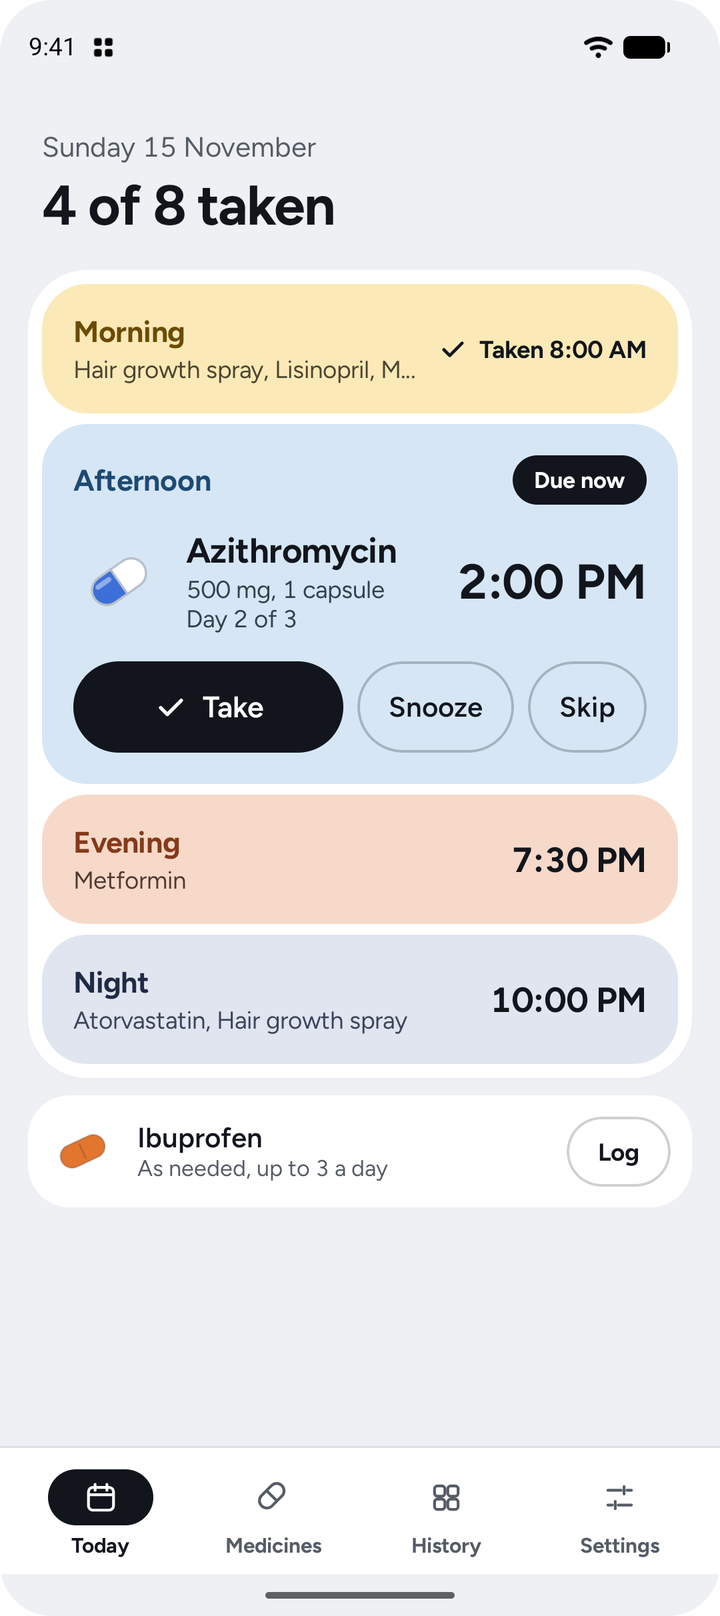 9:41
Sunday 15 November
4 of 8 taken
Morning
Hair growth spray, Lisinopril, M...
Taken 8:00 AM
Afternoon
Due now
Azithromycin
500 mg, 1 capsule
Day 2 of 3
2:00 PM
Take
Snooze
Skip
Evening
Metformin
7:30 PM
Night
Atorvastatin, Hair growth spray
10:00 PM
Ibuprofen
As needed, up to 3 a day
Log
Today
Medicines
History
Settings